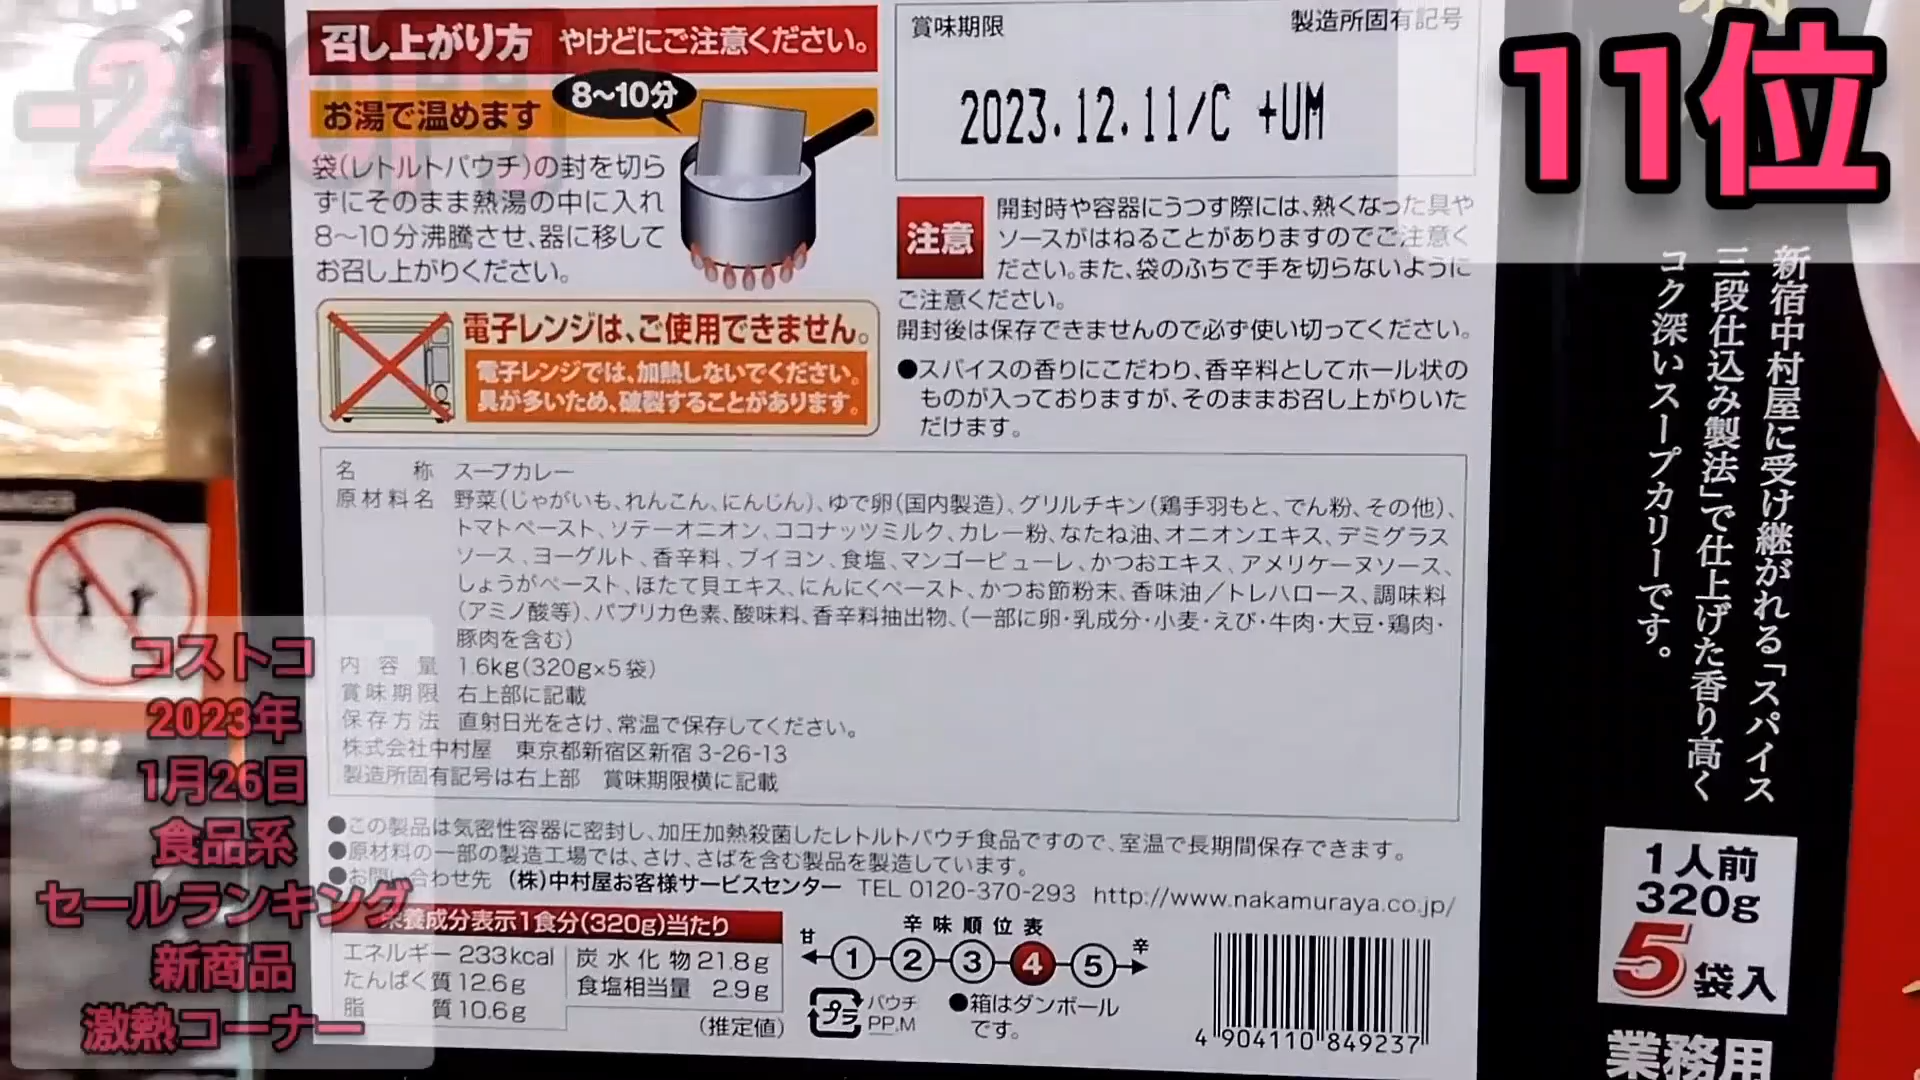 -200円
11位
召し上がり方 やけどにご注意ください。
お湯で温めます
8〜10分
袋(レトルトパウチ)の封を切ら
ずにそのまま熱湯の中に入れ
8〜10分沸騰させ、器に移して
お召し上がりください。
電子レンジは、ご使用できません。
電子レンジでは、加熱しないでください。
具が多いため、破裂することがあります。
賞味期限 製造所固有記号
2023.12.11/C +UM
注意
開封時や容器にうつす際には、熱くなった具や
ソースがはねることがありますのでご注意く
ださい。また、袋のふちで手を切らないように
ご注意ください。
開封後は保存できませんので必ず使い切ってください。
●スパイスの香りにこだわり、香辛料としてホール状の
ものが入っておりますが、そのままお召し上がりいた
だけます。
名称 スープカレー
原材料名 野菜(じゃがいも、れんこん、にんじん)、ゆで卵(国内製造)、グリルチキン(鶏手羽もと、でん粉、その他)、
トマトペースト、ソテーオニオン、ココナッツミルク、カレー粉、なたね油、オニオンエキス、デミグラス
ソース、ヨーグルト、香辛料、ブイヨン、食塩、マンゴーピューレ、かつおエキス、アメリケーヌソース、
しょうがペースト、ほたて貝エキス、にんにくペースト、かつお節粉末、香味油/トレハロース、調味料
(アミノ酸等)、パプリカ色素、酸味料、香辛料抽出物、(一部に卵・乳成分・小麦・えび・牛肉・大豆・鶏肉・
豚肉を含む)
内容量 1.6kg(320g×5袋)
賞味期限 右上部に記載
保存方法 直射日光をさけ、常温で保存してください。
株式会社中村屋 東京都新宿区新宿3-26-13
製造所固有記号は右上部 賞味期限横に記載
●この製品は気密性容器に密封し、加圧加熱殺菌したレトルトパウチ食品ですので、室温で長期間保存できます。
●原材料の一部の製造工場では、さけ、さばを含む製品を製造しています。
●お問い合わせ先 (株)中村屋お客様サービスセンター TEL 0120-370-293 http://www.nakamuraya.co.jp/
栄養成分表示1食分(320g)当たり
エネルギー 233kcal
たんぱく質 12.6g
脂質 10.6g
炭水化物 21.8g
食塩相当量 2.9g
(推定値)
辛味順位表
甘 1 2 3 4 5 辛
プラ
パウチ
PP,M
●箱はダンボール
です。
4 904110 849237
新宿中村屋に受け継がれる「スパイス
三段仕込み製法」で仕上げた香り高く
コク深いスープカリーです。
1人前
320g
5袋入
業務用
コストコ
2023年
1月26日
食品系
セールランキング
新商品
激熱コーナー